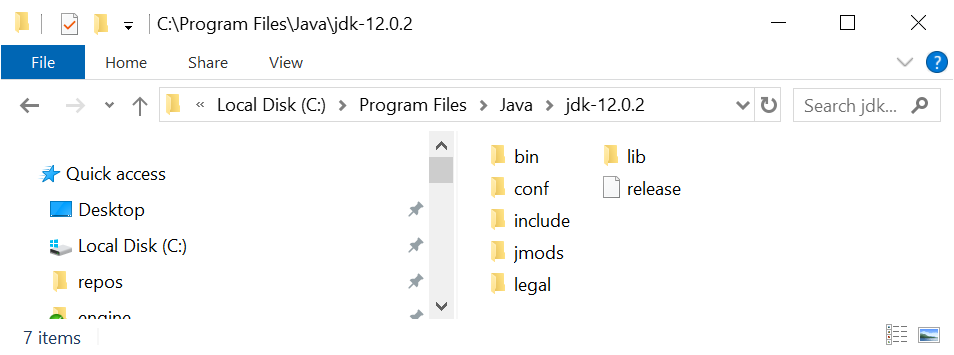 C:\Program Files\Java\jdk-12.0.2
File Home Share View
« Local Disk (C:) Program Files Java jdk-12.0.2 Search jdk...
Quick access
Desktop
Local Disk (C:)
repos
engine
bin
conf
include
jmods
legal
lib
release
7 items